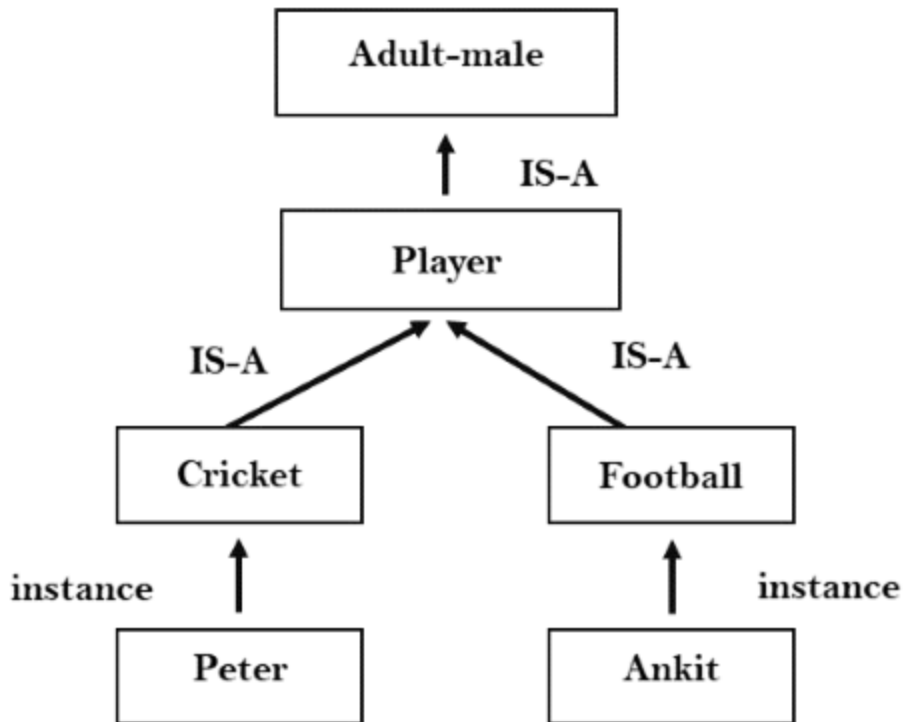 Adult-male
IS-A
Player
IS-A
IS-A
Cricket
Football
instance
instance
Peter
Ankit